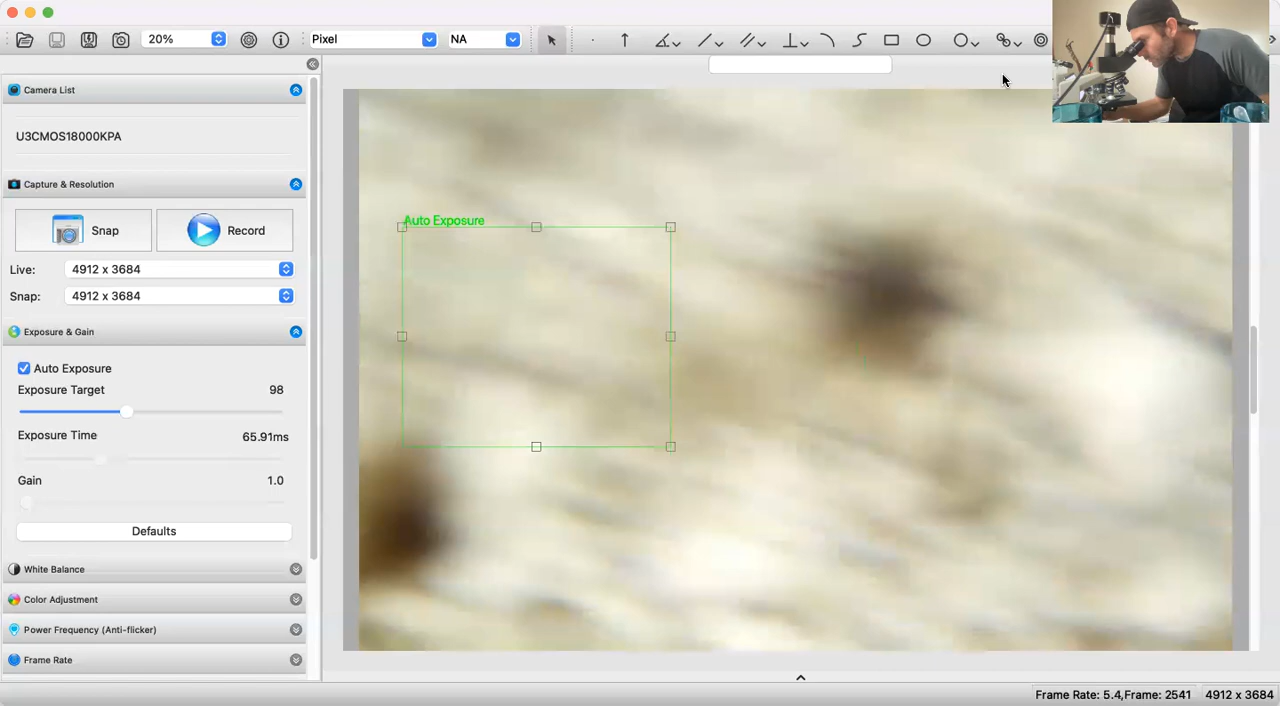 20%
Pixel
NA
Camera List
U3CMOS18000KPA
Capture & Resolution
Snap
Record
Live:
4912 x 3684
Snap:
4912 x 3684
Exposure & Gain
Auto Exposure
Exposure Target
98
Exposure Time
65.91ms
Gain
1.0
Defaults
White Balance
Color Adjustment
Power Frequency (Anti-flicker)
Frame Rate
Auto Exposure
Frame Rate: 5.4,Frame: 2541
4912 x 3684